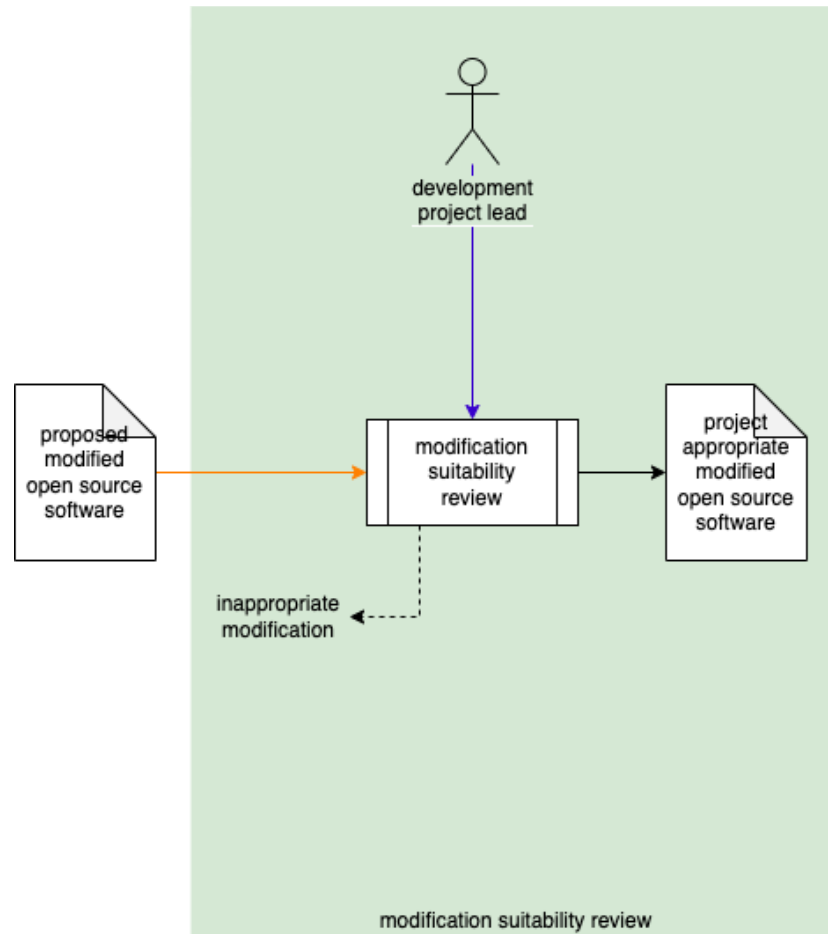 development
project lead
proposed
modified
open source
software
modification
suitability
review
project
appropriate
modified
open source
software
inappropriate
modification
modification suitability review